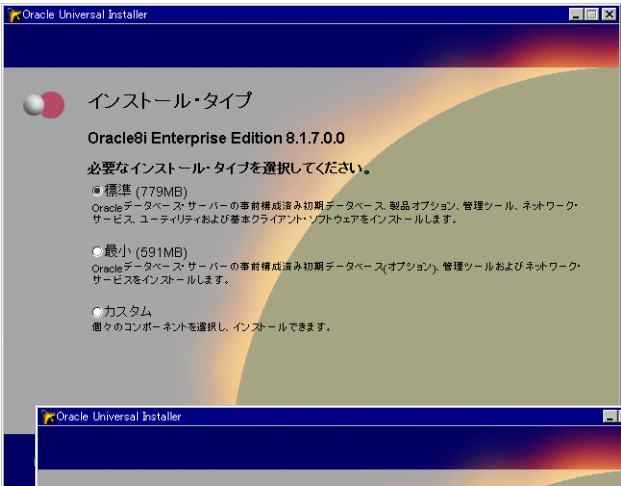 Oracle Universal Installer
インストール・タイプ
Oracle8i Enterprise Edition 8.1.7.0.0
必要なインストール・タイプを選択してください。
標準 (779MB)
Oracleデータベース・サーバーの事前構成済み初期データベース、製品オプション、管理ツール、ネットワーク・
サービス、ユーティリティおよび基本クライアント・ソフトウェアをインストールします。
最小 (591MB)
Oracleデータベース・サーバーの事前構成済み初期データベース(オプション)、管理ツールおよびネットワーク・
サービスをインストールします。
カスタム
個々のコンポーネントを選択し、インストールできます。
Oracle Universal Installer